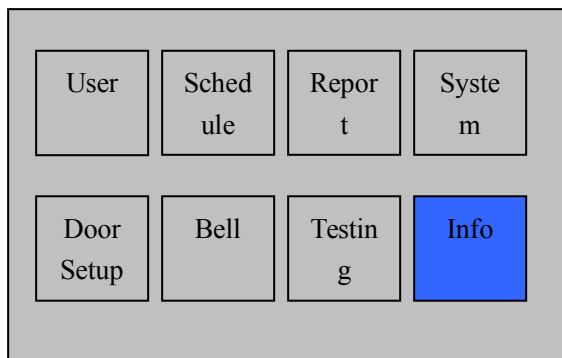 User
Sched
ule
Repor
t
Syste
m
Door
Setup
Bell
Testin
g
Info